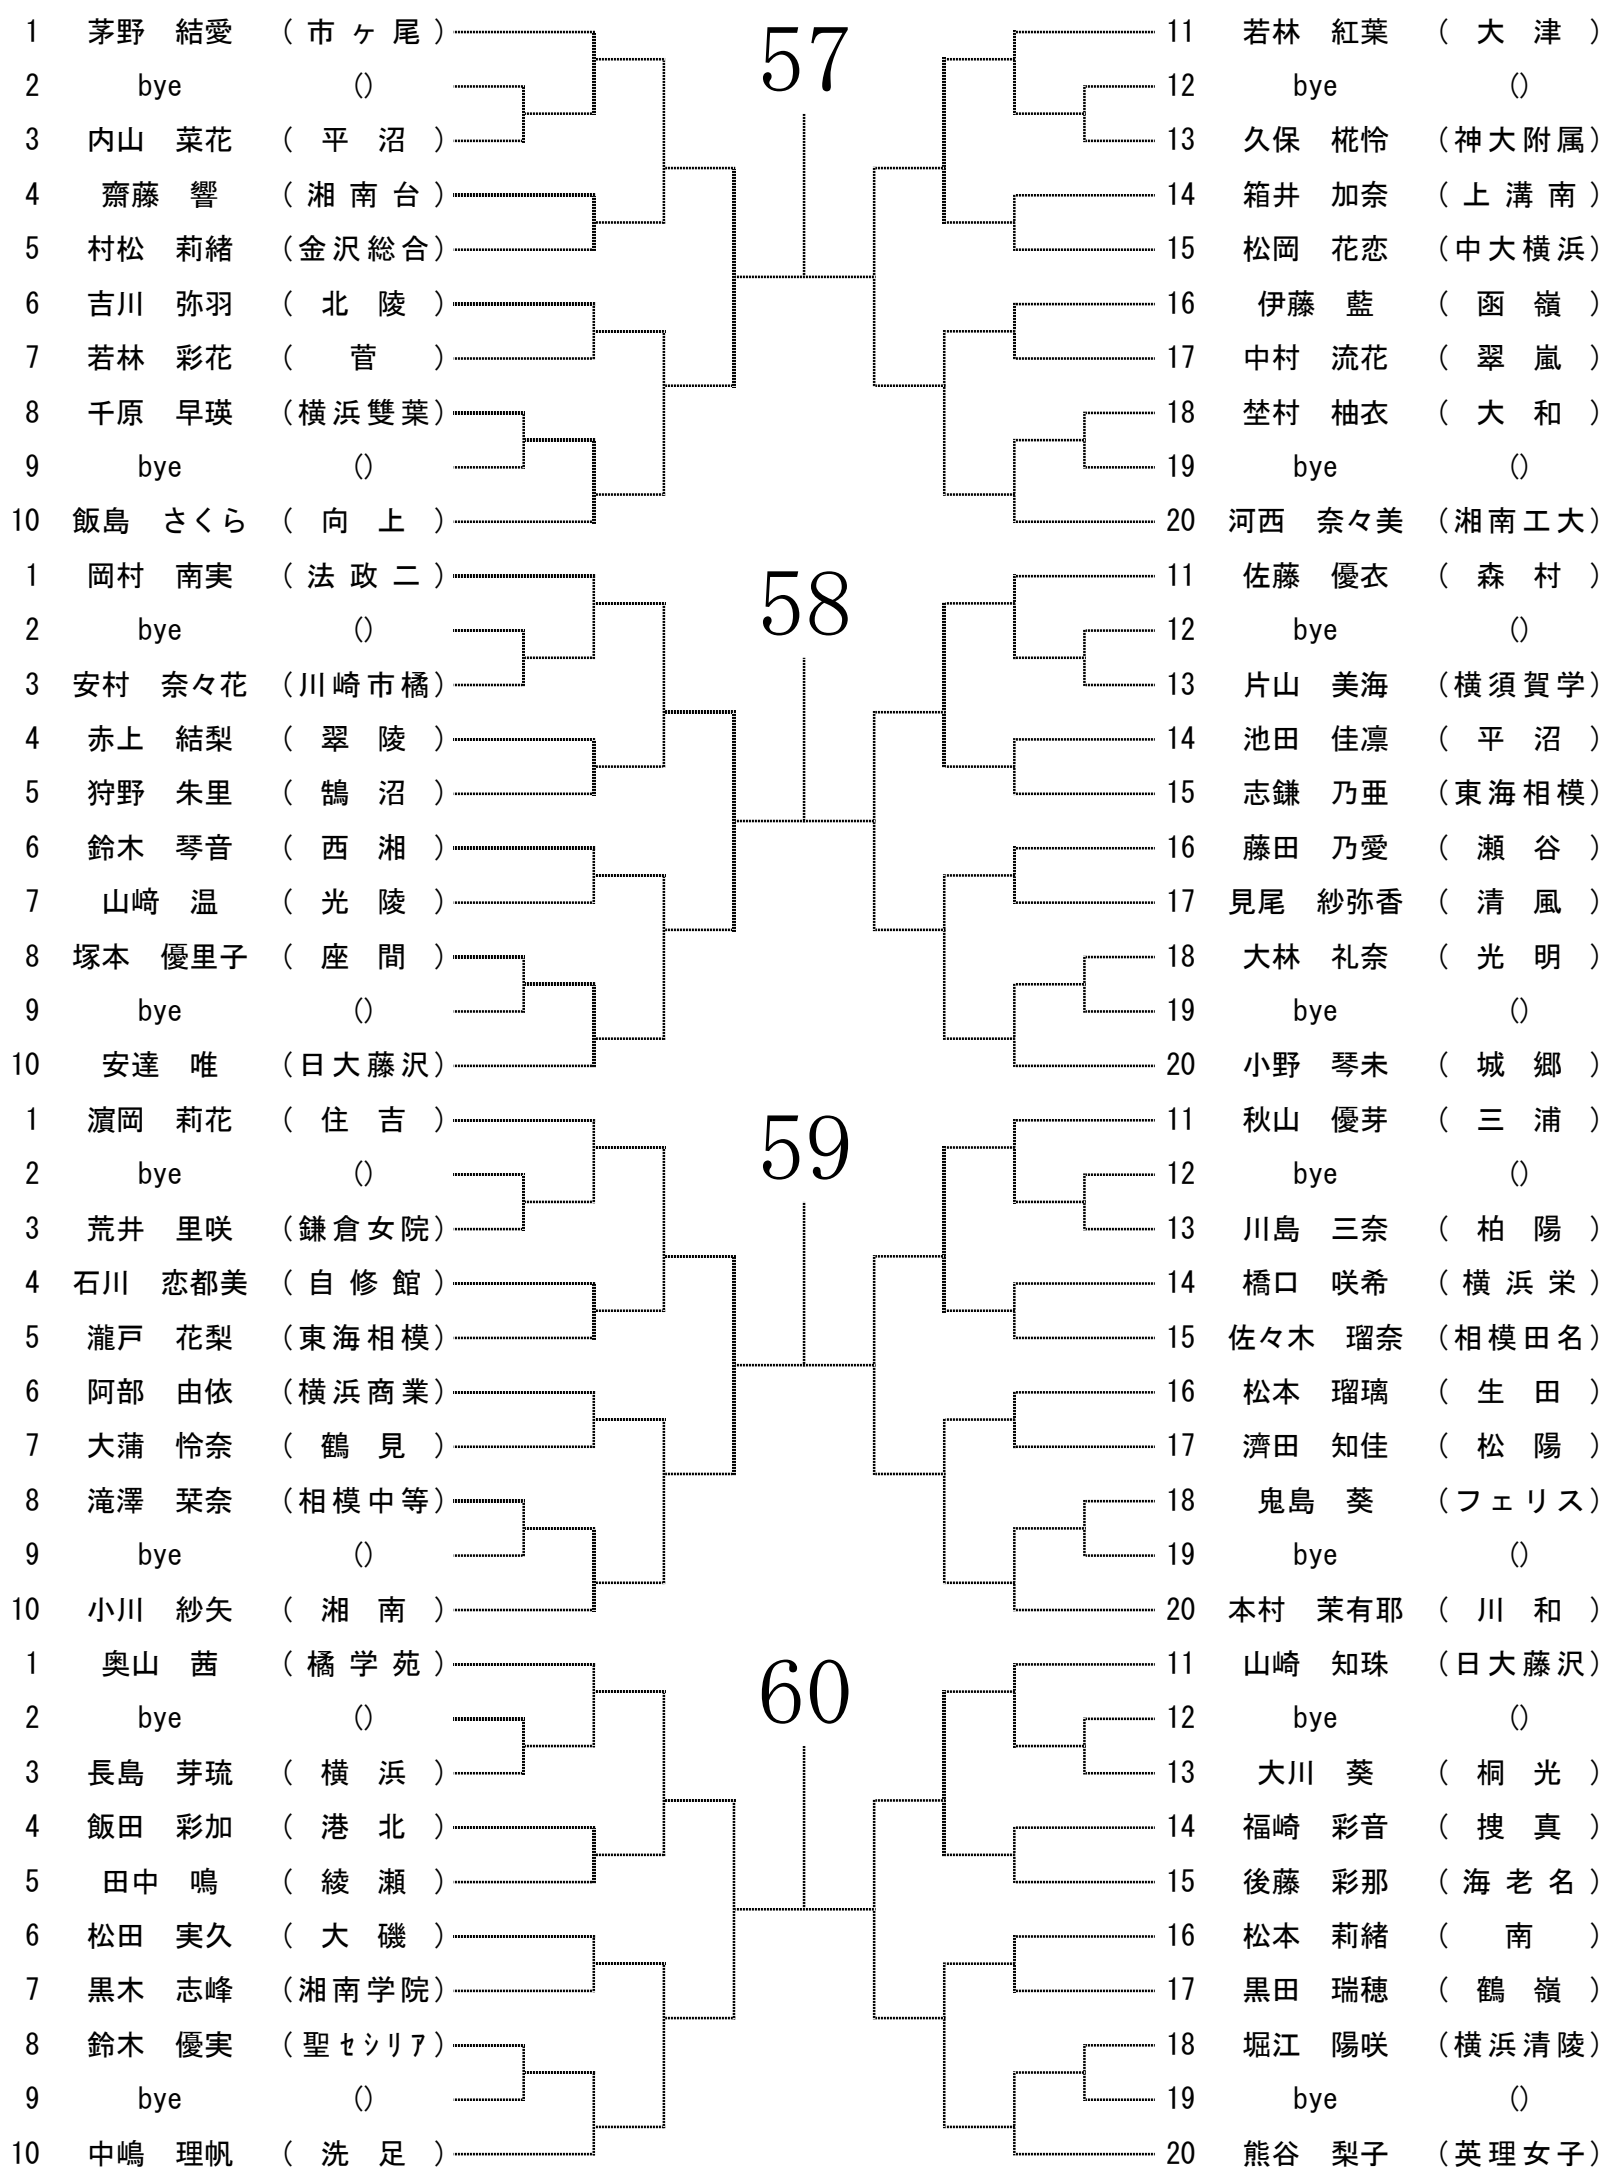 57
1 茅野 結愛 (市ヶ尾)
2 bye ()
3 内山 菜花 (平沼)
4 齋藤 響 (湘南台)
5 村松 莉緒 (金沢総合)
6 吉川 弥羽 (北陵)
7 若林 彩花 (菅)
8 千原 早瑛 (横浜雙葉)
9 bye ()
10 飯島 さくら (向上)
11 若林 紅葉 (大津)
12 bye ()
13 久保 椛怜 (神大附属)
14 箱井 加奈 (上溝南)
15 松岡 花恋 (中大横浜)
16 伊藤 藍 (函嶺)
17 中村 流花 (翠嵐)
18 埜村 柚衣 (大和)
19 bye ()
20 河西 奈々美 (湘南工大)
58
1 岡村 南実 (法政二)
2 bye ()
3 安村 奈々花 (川崎市橘)
4 赤上 結梨 (翠陵)
5 狩野 朱里 (鵠沼)
6 鈴木 琴音 (西湘)
7 山﨑 温 (光陵)
8 塚本 優里子 (座間)
9 bye ()
10 安達 唯 (日大藤沢)
11 佐藤 優衣 (森村)
12 bye ()
13 片山 美海 (横須賀学)
14 池田 佳凛 (平沼)
15 志鎌 乃亜 (東海相模)
16 藤田 乃愛 (瀬谷)
17 見尾 紗弥香 (清風)
18 大林 礼奈 (光明)
19 bye ()
20 小野 琴未 (城郷)
59
1 濵岡 莉花 (住吉)
2 bye ()
3 荒井 里咲 (鎌倉女院)
4 石川 恋都美 (自修館)
5 瀧戸 花梨 (東海相模)
6 阿部 由依 (横浜商業)
7 大蒲 怜奈 (鶴見)
8 滝澤 栞奈 (相模中等)
9 bye ()
10 小川 紗矢 (湘南)
11 秋山 優芽 (三浦)
12 bye ()
13 川島 三奈 (柏陽)
14 橋口 咲希 (横浜栄)
15 佐々木 瑠奈 (相模田名)
16 松本 瑠璃 (生田)
17 濟田 知佳 (松陽)
18 鬼島 葵 (フェリス)
19 bye ()
20 本村 茉有耶 (川和)
60
1 奥山 茜 (橘学苑)
2 bye ()
3 長島 芽琉 (横浜)
4 飯田 彩加 (港北)
5 田中 鳴 (綾瀬)
6 松田 実久 (大磯)
7 黒木 志峰 (湘南学院)
8 鈴木 優実 (聖ｾｼﾘｱ)
9 bye ()
10 中嶋 理帆 (洗足)
11 山崎 知珠 (日大藤沢)
12 bye ()
13 大川 葵 (桐光)
14 福崎 彩音 (捜真)
15 後藤 彩那 (海老名)
16 松本 莉緒 (南)
17 黒田 瑞穂 (鶴嶺)
18 堀江 陽咲 (横浜清陵)
19 bye ()
20 熊谷 梨子 (英理女子)